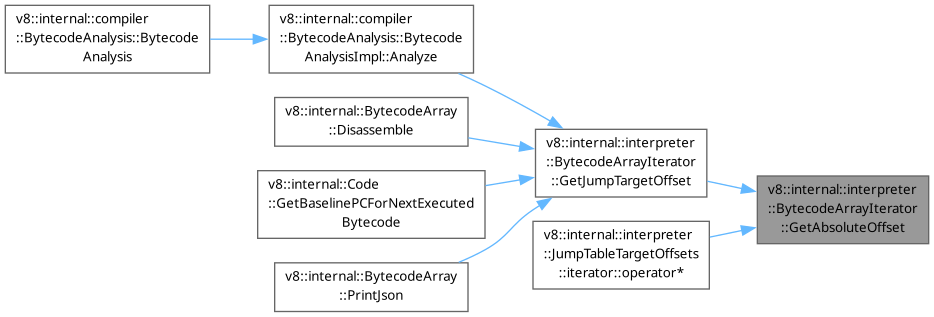 v8::internal::compiler
::BytecodeAnalysis::Bytecode
Analysis
v8::internal::compiler
::BytecodeAnalysis::Bytecode
AnalysisImpl::Analyze
v8::internal::BytecodeArray
::Disassemble
v8::internal::Code
::GetBaselinePCForNextExecuted
Bytecode
v8::internal::BytecodeArray
::PrintJson
v8::internal::interpreter
::BytecodeArrayIterator
::GetJumpTargetOffset
v8::internal::interpreter
::JumpTableTargetOffsets
::iterator::operator*
v8::internal::interpreter
::BytecodeArrayIterator
::GetAbsoluteOffset